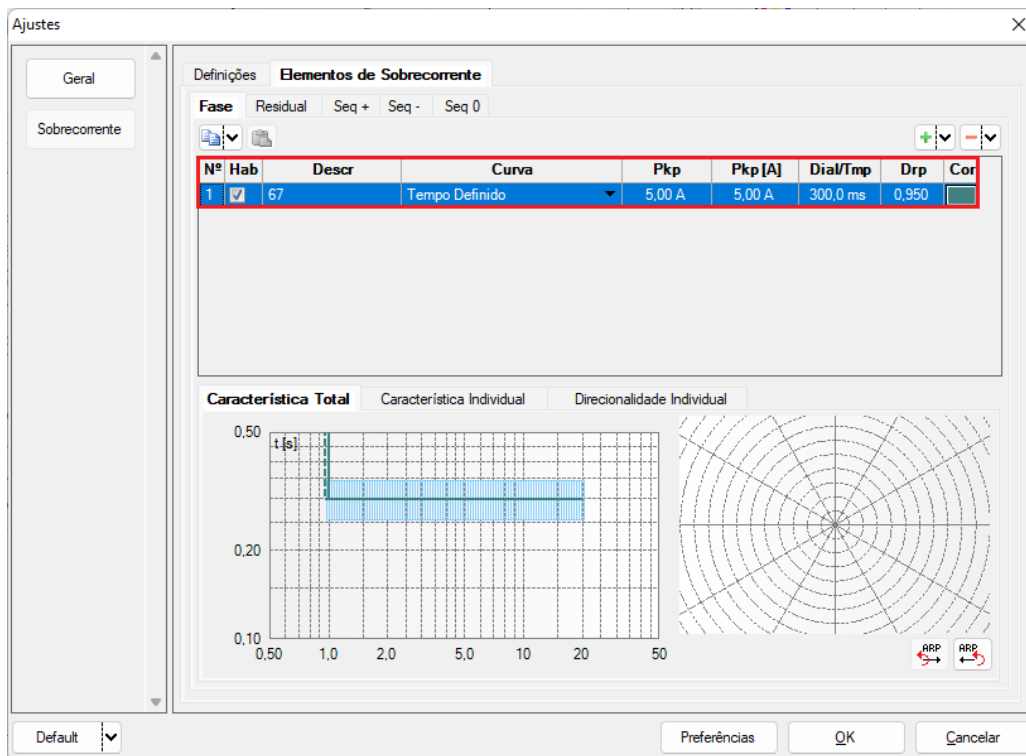 Ajustes
Geral
Sobrecorrente
Definições Elementos de Sobrecorrente
Fase Residual Seq + Seq - Seq 0
Nº Hab Descr Curva Pkp Pkp [A] Dial/Tmp Drp Cor
1 67 Tempo Definido 5,00 A 5,00 A 300,0 ms 0,950
Característica Total Característica Individual Direcionalidade Individual
0,50
t [s]
0,20
0,10
0,50 1,0 2,0 5,0 10 20 50
ARP ARP
Default Preferências OK Cancelar